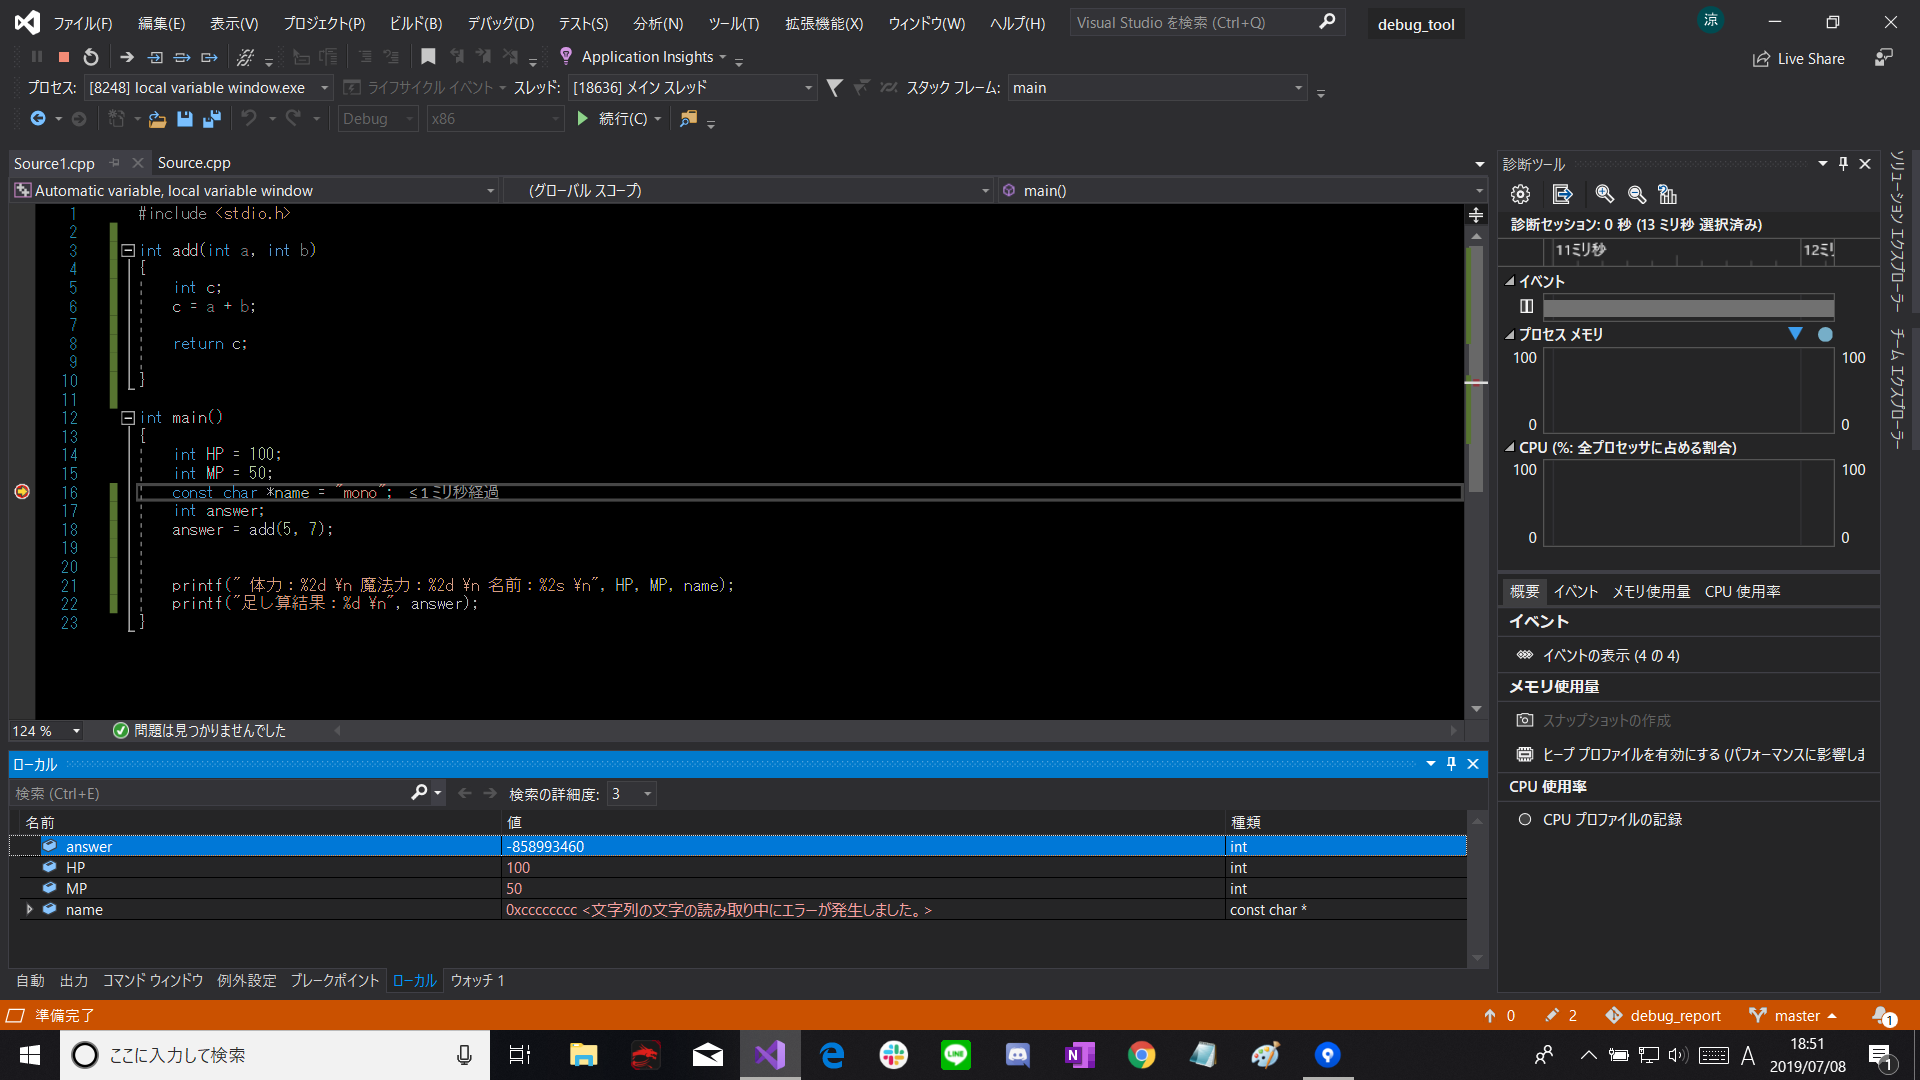 ファイル(F) 編集(E) 表示(V) プロジェクト(P) ビルド(B) デバッグ(D) テスト(S) 分析(N) ツール(T) 拡張機能(X) ウィンドウ(W) ヘルプ(H) Visual Studio を検索 (Ctrl+Q) debug_tool 涼
Application Insights Live Share
プロセス: [8248] local variable window.exe ライフサイクル イベント スレッド: [18636] メイン スレッド スタック フレーム: main
Debug x86 続行(C)
Source1.cpp Source.cpp
Automatic variable, local variable window (グローバル スコープ) main()
1 #include <stdio.h>
2
3 int add(int a, int b)
4 {
5 int c;
6 c = a + b;
7
8 return c;
9
10 }
11
12 int main()
13 {
14 int HP = 100;
15 int MP = 50;
16 const char *name = "mono"; ≤ 1 ミリ秒経過
17 int answer;
18 answer = add(5, 7);
19
20
21 printf(" 体力：%2d ¥n 魔法力：%2d ¥n 名前：%2s ¥n", HP, MP, name);
22 printf("足し算結果：%d ¥n", answer);
23 }
124 % 問題は見つかりませんでした
ローカル
検索 (Ctrl+E) 検索の詳細度: 3
名前 値 種類
answer -858993460 int
HP 100 int
MP 50 int
name 0xcccccccc <文字列の文字の読み取り中にエラーが発生しました。> const char *
自動 出力 コマンド ウィンドウ 例外設定 ブレークポイント ローカル ウォッチ 1
診断ツール
診断セッション: 0 秒 (13 ミリ秒 選択済み)
11ミリ秒 12ミリ
イベント
プロセス メモリ
100 100
0 0
CPU (%: 全プロセッサに占める割合)
100 100
0 0
概要 イベント メモリ使用量 CPU 使用率
イベント
イベントの表示 (4 の 4)
メモリ使用量
スナップショットの作成
ヒープ プロファイルを有効にする (パフォーマンスに影響しま
CPU 使用率
CPU プロファイルの記録
ソリューション エクスプローラー
チーム エクスプローラー
準備完了 0 2 debug_report master 1
ここに入力して検索 LINE N A 18:51
2019/07/08 1